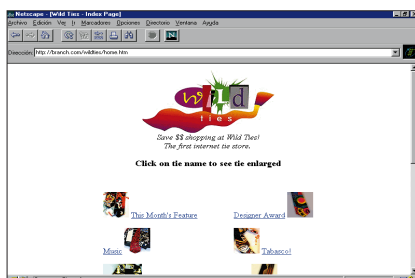 Netscape - [Wild Ties - Index Page]
Archivo Edición Ver Ir Marcadores Opciones Directorio Ventana Ayuda
Dirección: http://branch.com/wildties/home.htm
wild
ties
Save $$ shopping at Wild Ties!
The first internet tie store.
Click on tie name to see tie enlarged
This Month's Feature Designer Award
Music Tabasco!